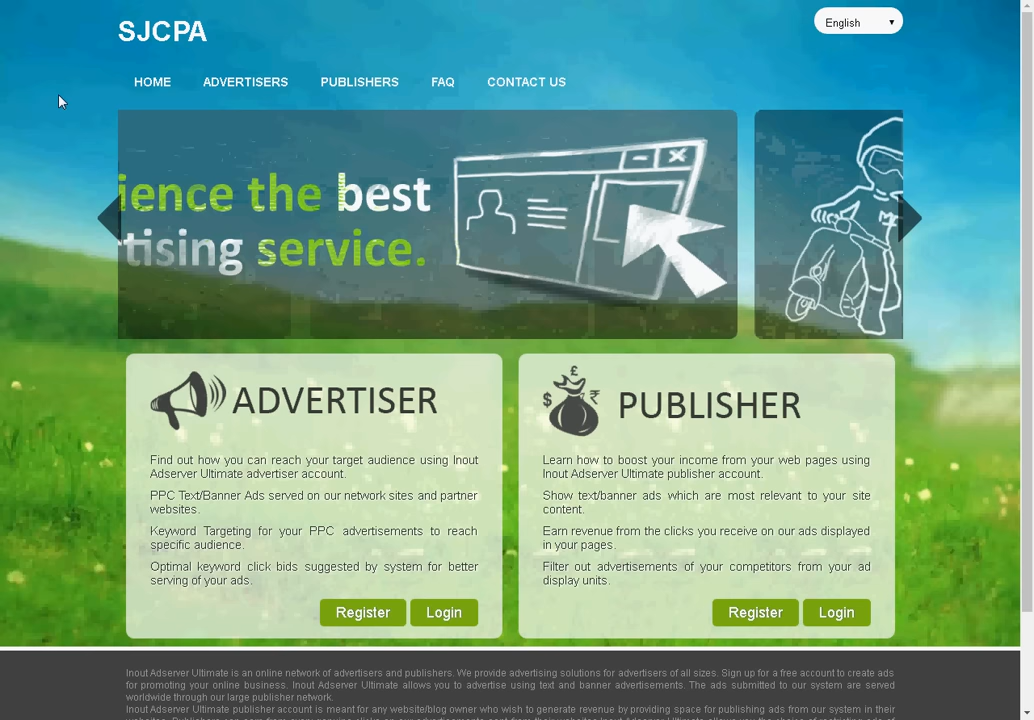 SJCPA
English
HOME ADVERTISERS PUBLISHERS FAQ CONTACT US
ience the best
tising service.
ADVERTISER
Find out how you can reach your target audience using Inout
Adserver Ultimate advertiser account.
PPC Text/Banner Ads served on our network sites and partner
websites.
Keyword Targeting for your PPC advertisements to reach
specific audience.
Optimal keyword click bids suggested by system for better
serving of your ads.
Register Login
PUBLISHER
Learn how to boost your income from your web pages using
Inout Adserver Ultimate publisher account.
Show text/banner ads which are most relevant to your site
content.
Earn revenue from the clicks you receive on our ads displayed
in your pages.
Filter out advertisements of your competitors from your ad
display units.
Register Login
Inout Adserver Ultimate is an online network of advertisers and publishers. We provide advertising solutions for advertisers of all sizes. Sign up for a free account to create ads
for promoting your online business. Inout Adserver Ultimate allows you to advertise using text and banner advertisements. The ads submitted to our system are served
worldwide through our large publisher network.
Inout Adserver Ultimate publisher account is meant for any website/blog owner who wish to generate revenue by providing space for publishing ads from our system in their